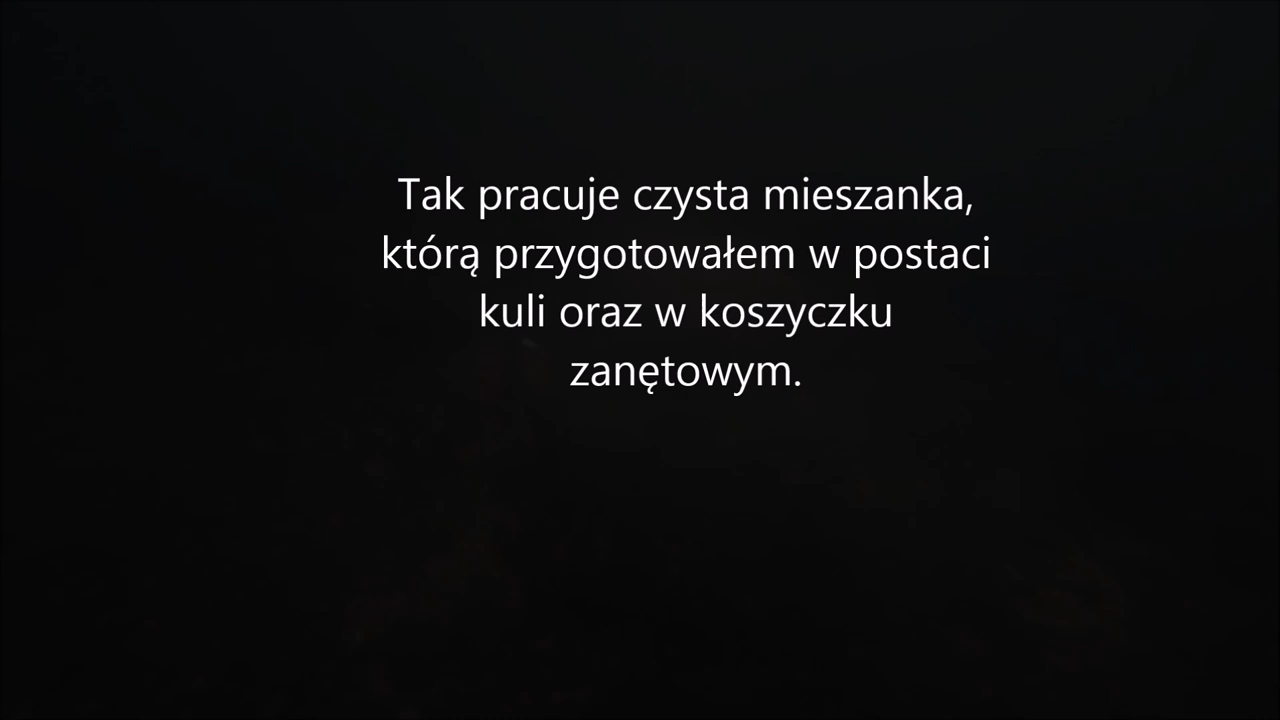 Tak pracuje czysta mieszanka,
którą przygotowałem w postaci
kuli oraz w koszyczku
zanętowym.